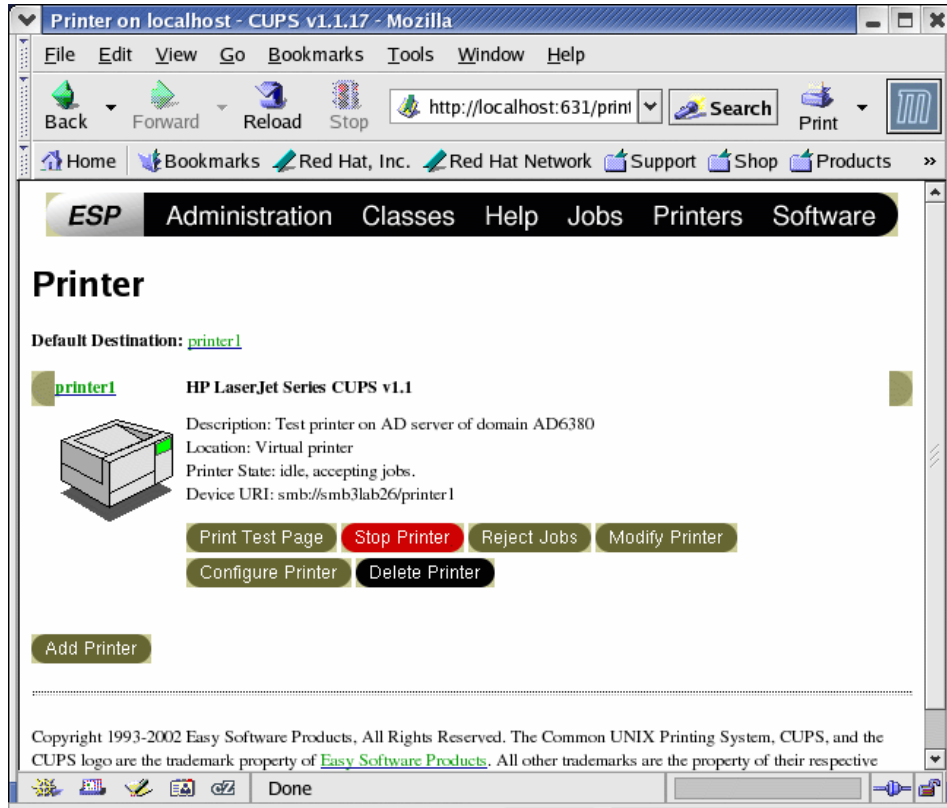 Printer on localhost - CUPS v1.1.17 - Mozilla
File Edit View Go Bookmarks Tools Window Help
Back Forward Reload Stop http://localhost:631/print Search Print
Home Bookmarks Red Hat, Inc. Red Hat Network Support Shop Products »
ESP Administration Classes Help Jobs Printers Software
Printer
Default Destination: printer1
printer1 HP LaserJet Series CUPS v1.1
Description: Test printer on AD server of domain AD6380
Location: Virtual printer
Printer State: idle, accepting jobs.
Device URI: smb://smb3lab26/printer1
Print Test Page Stop Printer Reject Jobs Modify Printer
Configure Printer Delete Printer
Add Printer
Copyright 1993-2002 Easy Software Products, All Rights Reserved. The Common UNIX Printing System, CUPS, and the
CUPS logo are the trademark property of Easy Software Products. All other trademarks are the property of their respective
Done